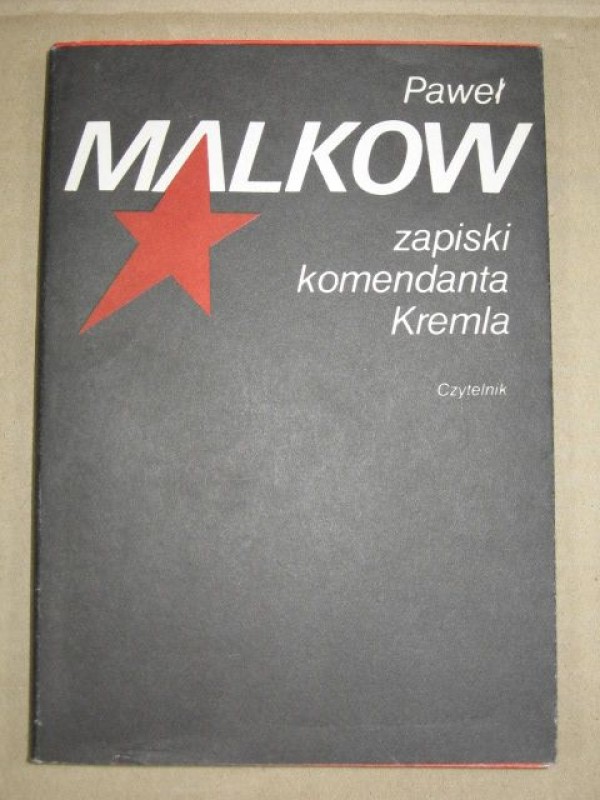 Paweł
MALKOW
zapiski
komendanta
Kremla
Czytelnik